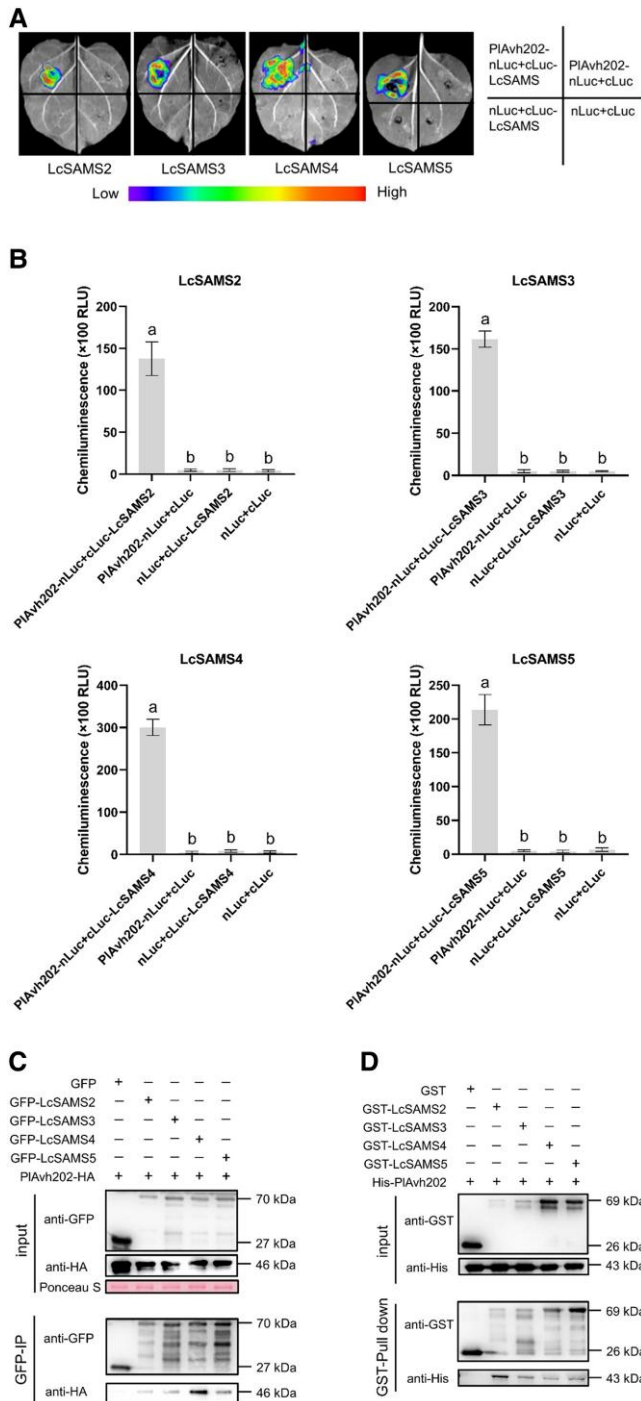 A
PlAvh202-
nLuc+cLuc-
LcSAMS
PlAvh202-
nLuc+cLuc
nLuc+cLuc-
LcSAMS
nLuc+cLuc
LcSAMS2
LcSAMS3
LcSAMS4
LcSAMS5
Low
High
B
LcSAMS2
Chemiluminescence (×100 RLU)
200
150
100
50
0
a
b
b
b
PlAvh202-nLuc+cLuc-LcSAMS2
PlAvh202-nLuc+cLuc
nLuc+cLuc-LcSAMS2
nLuc+cLuc
LcSAMS3
Chemiluminescence (×100 RLU)
200
150
100
50
0
a
b
b
b
PlAvh202-nLuc+cLuc-LcSAMS3
PlAvh202-nLuc+cLuc
nLuc+cLuc-LcSAMS3
nLuc+cLuc
LcSAMS4
Chemiluminescence (×100 RLU)
400
300
200
100
0
a
b
b
b
PlAvh202-nLuc+cLuc-LcSAMS4
PlAvh202-nLuc+cLuc
nLuc+cLuc-LcSAMS4
nLuc+cLuc
LcSAMS5
Chemiluminescence (×100 RLU)
250
200
150
100
50
0
a
b
b
b
PlAvh202-nLuc+cLuc-LcSAMS5
PlAvh202-nLuc+cLuc
nLuc+cLuc-LcSAMS5
nLuc+cLuc
C
GFP + − − − −
GFP-LcSAMS2 − + − − −
GFP-LcSAMS3 − − + − −
GFP-LcSAMS4 − − − + −
GFP-LcSAMS5 − − − − +
PlAvh202-HA + + + + +
input
anti-GFP
70 kDa
27 kDa
anti-HA
46 kDa
Ponceau S
GFP-IP
anti-GFP
70 kDa
27 kDa
anti-HA
46 kDa
D
GST + − − − −
GST-LcSAMS2 − + − − −
GST-LcSAMS3 − − + − −
GST-LcSAMS4 − − − + −
GST-LcSAMS5 − − − − +
His-PlAvh202 + + + + +
input
anti-GST
69 kDa
26 kDa
anti-His
43 kDa
GST-Pull down
anti-GST
69 kDa
26 kDa
anti-His
43 kDa